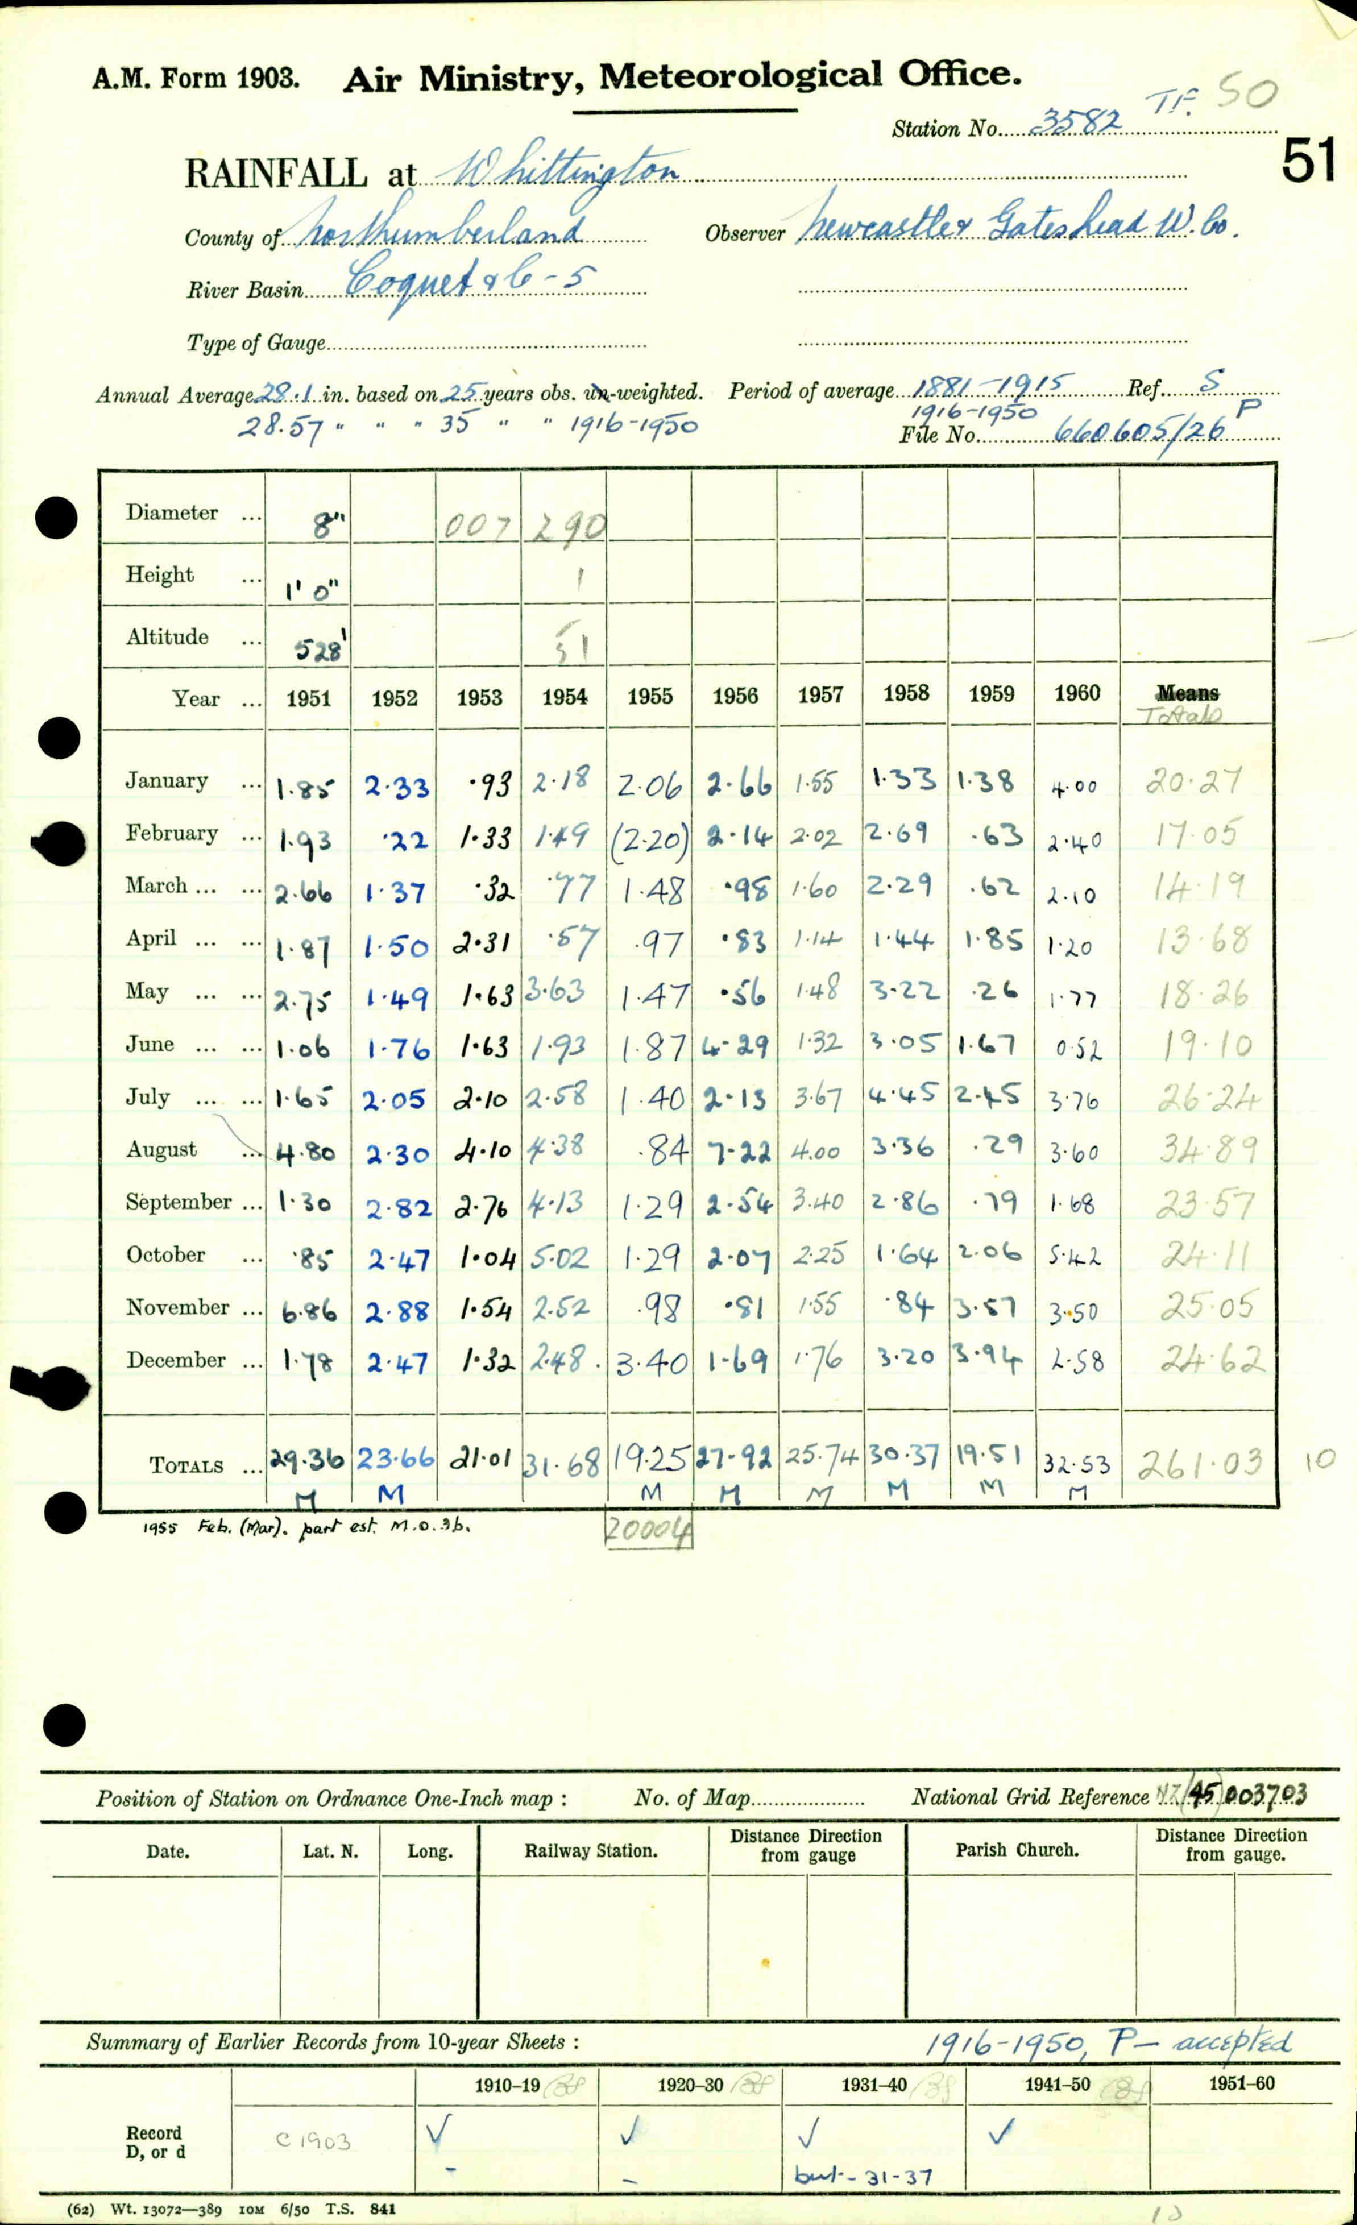 A.M. Form 1903. Air Ministry, Meteorological Office.
TF. 50
Station No. 3582
51
RAINFALL at Whittington
County of Northumberland Observer Newcastle & Gateshead W. Co.
River Basin Coquet & C-5
Type of Gauge
Annual Average 28.1 in. based on 25 years obs. un-weighted. Period of average 1881-1915 Ref. S
28.57 " " " 35 " " 1916-1950 1916-1950 P
File No. 660605/26
Diameter ... 8" 007 290
Height ... 1' 0" 1
Altitude ... 528' 51
Year ... 1951 1952 1953 1954 1955 1956 1957 1958 1959 1960 Means
Totals
January ... 1.85 2.33 .93 2.18 2.06 2.66 1.55 1.33 1.38 4.00 20.27
February ... 1.93 .22 1.33 1.49 (2.20) 2.14 2.02 2.69 .63 2.40 17.05
March ... ... 2.66 1.37 .32 .77 1.48 .98 1.60 2.29 .62 2.10 14.19
April ... ... 1.87 1.50 2.31 .57 .97 .83 1.14 1.44 1.85 1.20 13.68
May ... ... 2.75 1.49 1.63 3.63 1.47 .56 1.48 3.22 .26 1.77 18.26
June ... ... 1.06 1.76 1.63 1.93 1.87 4.29 1.32 3.05 1.67 0.52 19.10
July ... ... 1.65 2.05 2.10 2.58 1.40 2.13 3.67 4.45 2.45 3.76 26.24
August ... 4.80 2.30 4.10 4.38 .84 7.22 4.00 3.36 .29 3.60 34.89
September ... 1.30 2.82 2.76 4.13 1.29 2.54 3.40 2.86 .79 1.68 23.57
October ... .85 2.47 1.04 5.02 1.29 2.07 2.25 1.64 2.06 5.42 24.11
November ... 6.86 2.88 1.54 2.52 .98 .81 1.55 .84 3.57 3.50 25.05
December ... 1.78 2.47 1.32 2.48 3.40 1.69 1.76 3.20 3.94 2.58 24.62
TOTALS ... 29.36 23.66 21.01 31.68 19.25 27.92 25.74 30.37 19.51 32.53 261.03 10
M M M M M M M M
1955 Feb. (Mar). part est. M.O.3b. 20004
Position of Station on Ordnance One-Inch map : No. of Map National Grid Reference NZ(45)003703
Date. Lat. N. Long. Railway Station. Distance from gauge Direction Parish Church. Distance from gauge. Direction
Summary of Earlier Records from 10-year Sheets : 1916-1950, P - accepted
1910-19 1920-30 1931-40 1941-50 1951-60
Record D, or d C1903 ✓ ✓ ✓ ✓
- - but - 31-37
(62) Wt. 13072—389 10M 6/50 T.S. 841
10